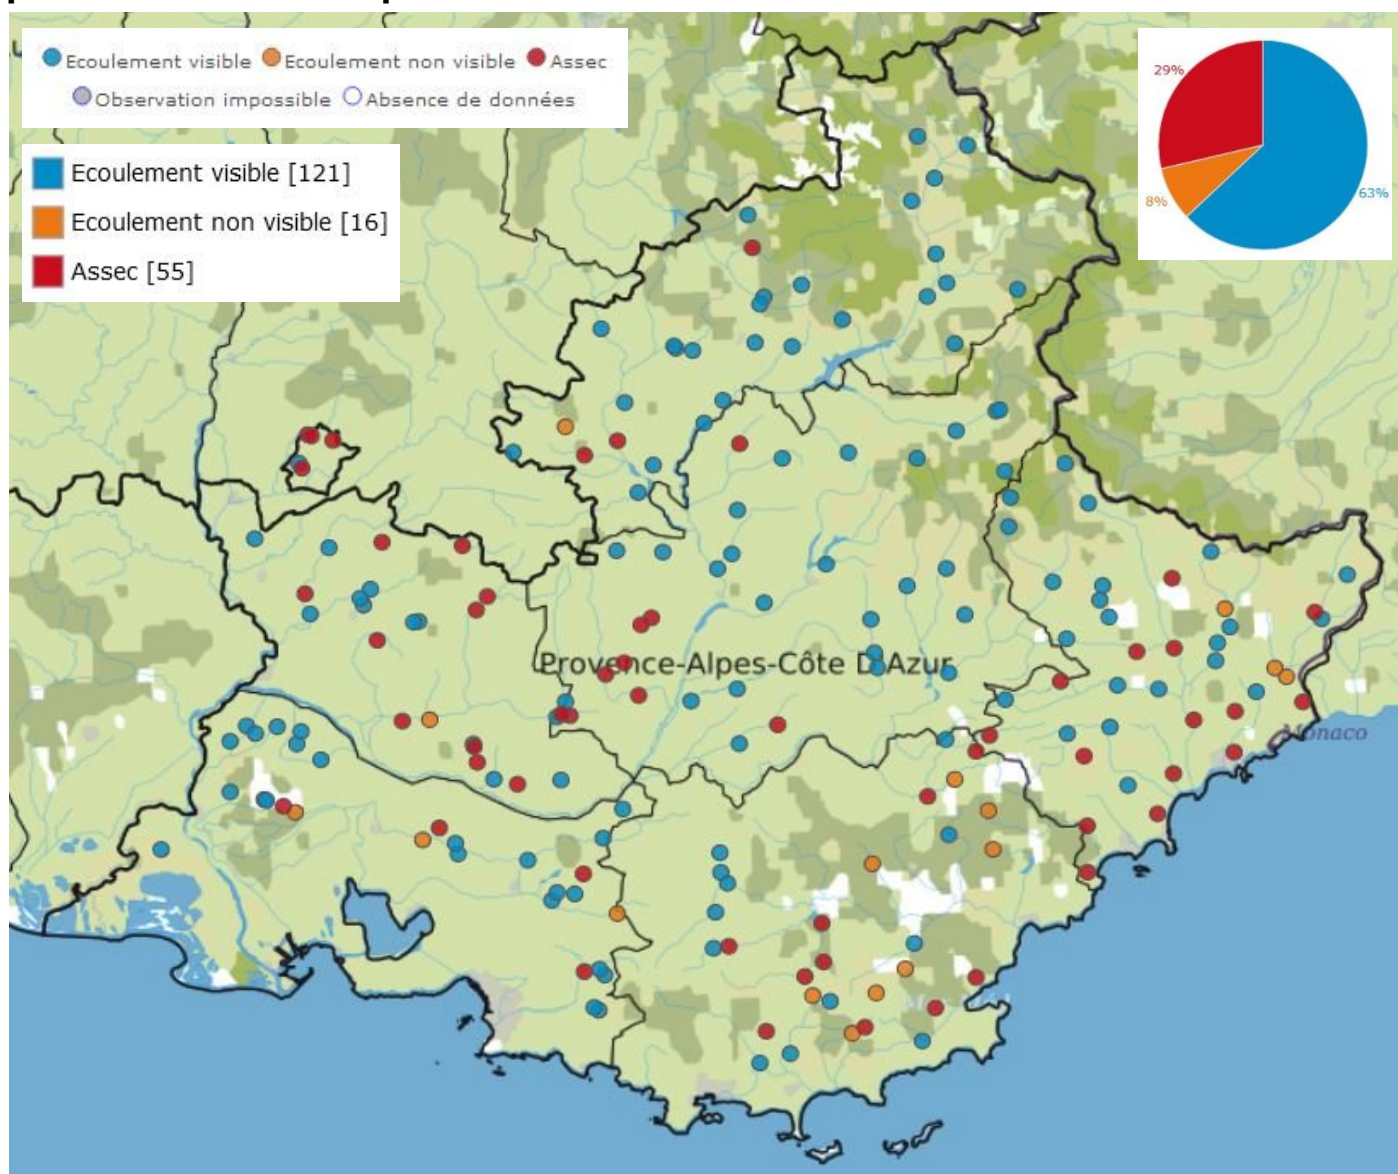 Ecoulement visible Ecoulement non visible Assec
Observation impossible Absence de données
Ecoulement visible [121]
Ecoulement non visible [16]
Assec [55]
29%
8%
63%
Provence-Alpes-Côte D'Azur
Monaco